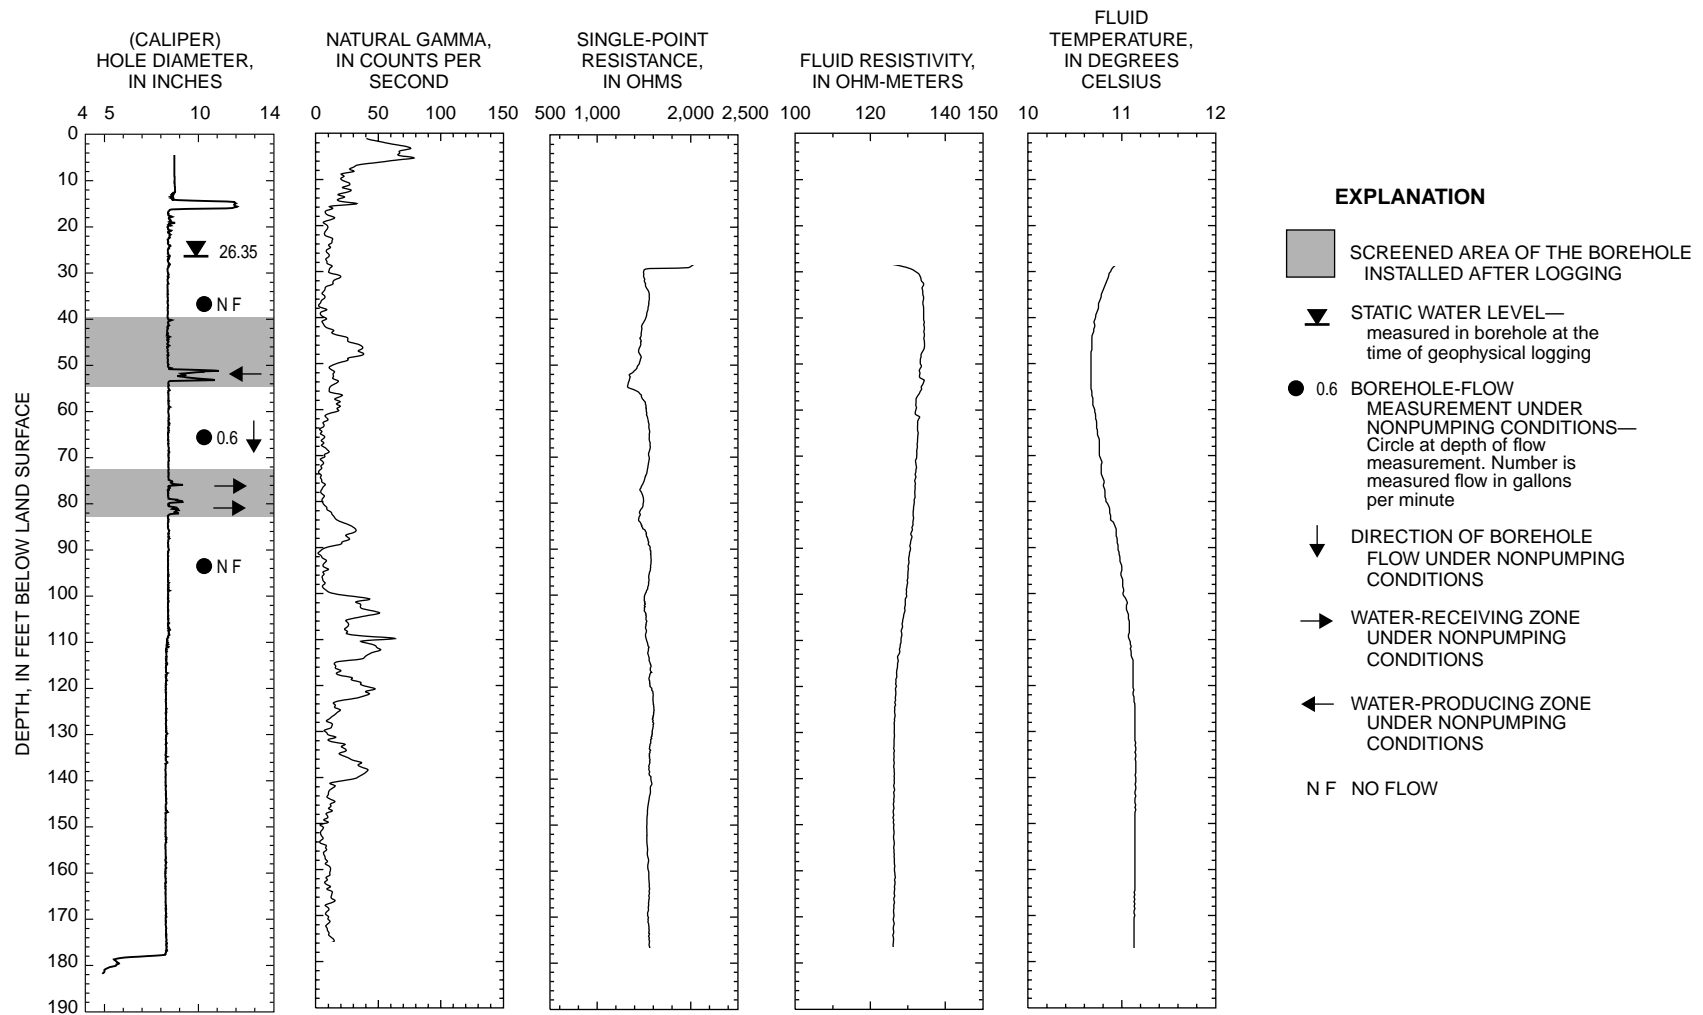 (CALIPER)
HOLE DIAMETER,
IN INCHES
NATURAL GAMMA,
IN COUNTS PER
SECOND
SINGLE-POINT
RESISTANCE,
IN OHMS
FLUID RESISTIVITY,
IN OHM-METERS
FLUID
TEMPERATURE,
IN DEGREES
CELSIUS
4 5 10 14
0 50 100 150
500 1,000 2,000 2,500
100 120 140 150
10 11 12
DEPTH, IN FEET BELOW LAND SURFACE
0
10
20
30
40
50
60
70
80
90
100
110
120
130
140
150
160
170
180
190
26.35
N F
0.6
N F
EXPLANATION
SCREENED AREA OF THE BOREHOLE
INSTALLED AFTER LOGGING
STATIC WATER LEVEL—
measured in borehole at the
time of geophysical logging
0.6 BOREHOLE-FLOW
MEASUREMENT UNDER
NONPUMPING CONDITIONS—
Circle at depth of flow
measurement. Number is
measured flow in gallons
per minute
DIRECTION OF BOREHOLE
FLOW UNDER NONPUMPING
CONDITIONS
WATER-RECEIVING ZONE
UNDER NONPUMPING
CONDITIONS
WATER-PRODUCING ZONE
UNDER NONPUMPING
CONDITIONS
N F NO FLOW